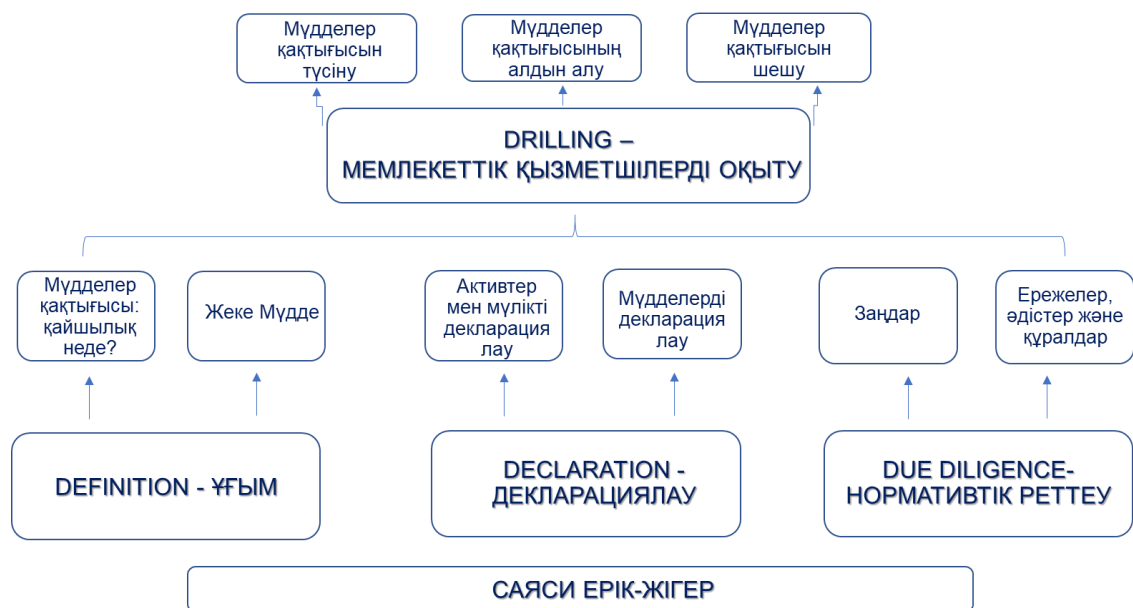 Мүдделер
қақтығысын
түсіну
Мүдделер
қақтығысының
алдын алу
Мүдделер
қақтығысын
шешу
DRILLING –
МЕМЛЕКЕТТІК ҚЫЗМЕТШІЛЕРДІ ОҚЫТУ
Мүдделер
қақтығысы:
қайшылық
неде?
Жеке Мүдде
Активтер
мен мүлікті
декларация
лау
Мүдделерді
декларация
лау
Заңдар
Ережелер,
әдістер және
құралдар
DEFINITION - ҰҒЫМ
DECLARATION -
ДЕКЛАРАЦИЯЛАУ
DUE DILIGENCE-
НОРМАТИВТІК РЕТТЕУ
САЯСИ ЕРІК-ЖІГЕР